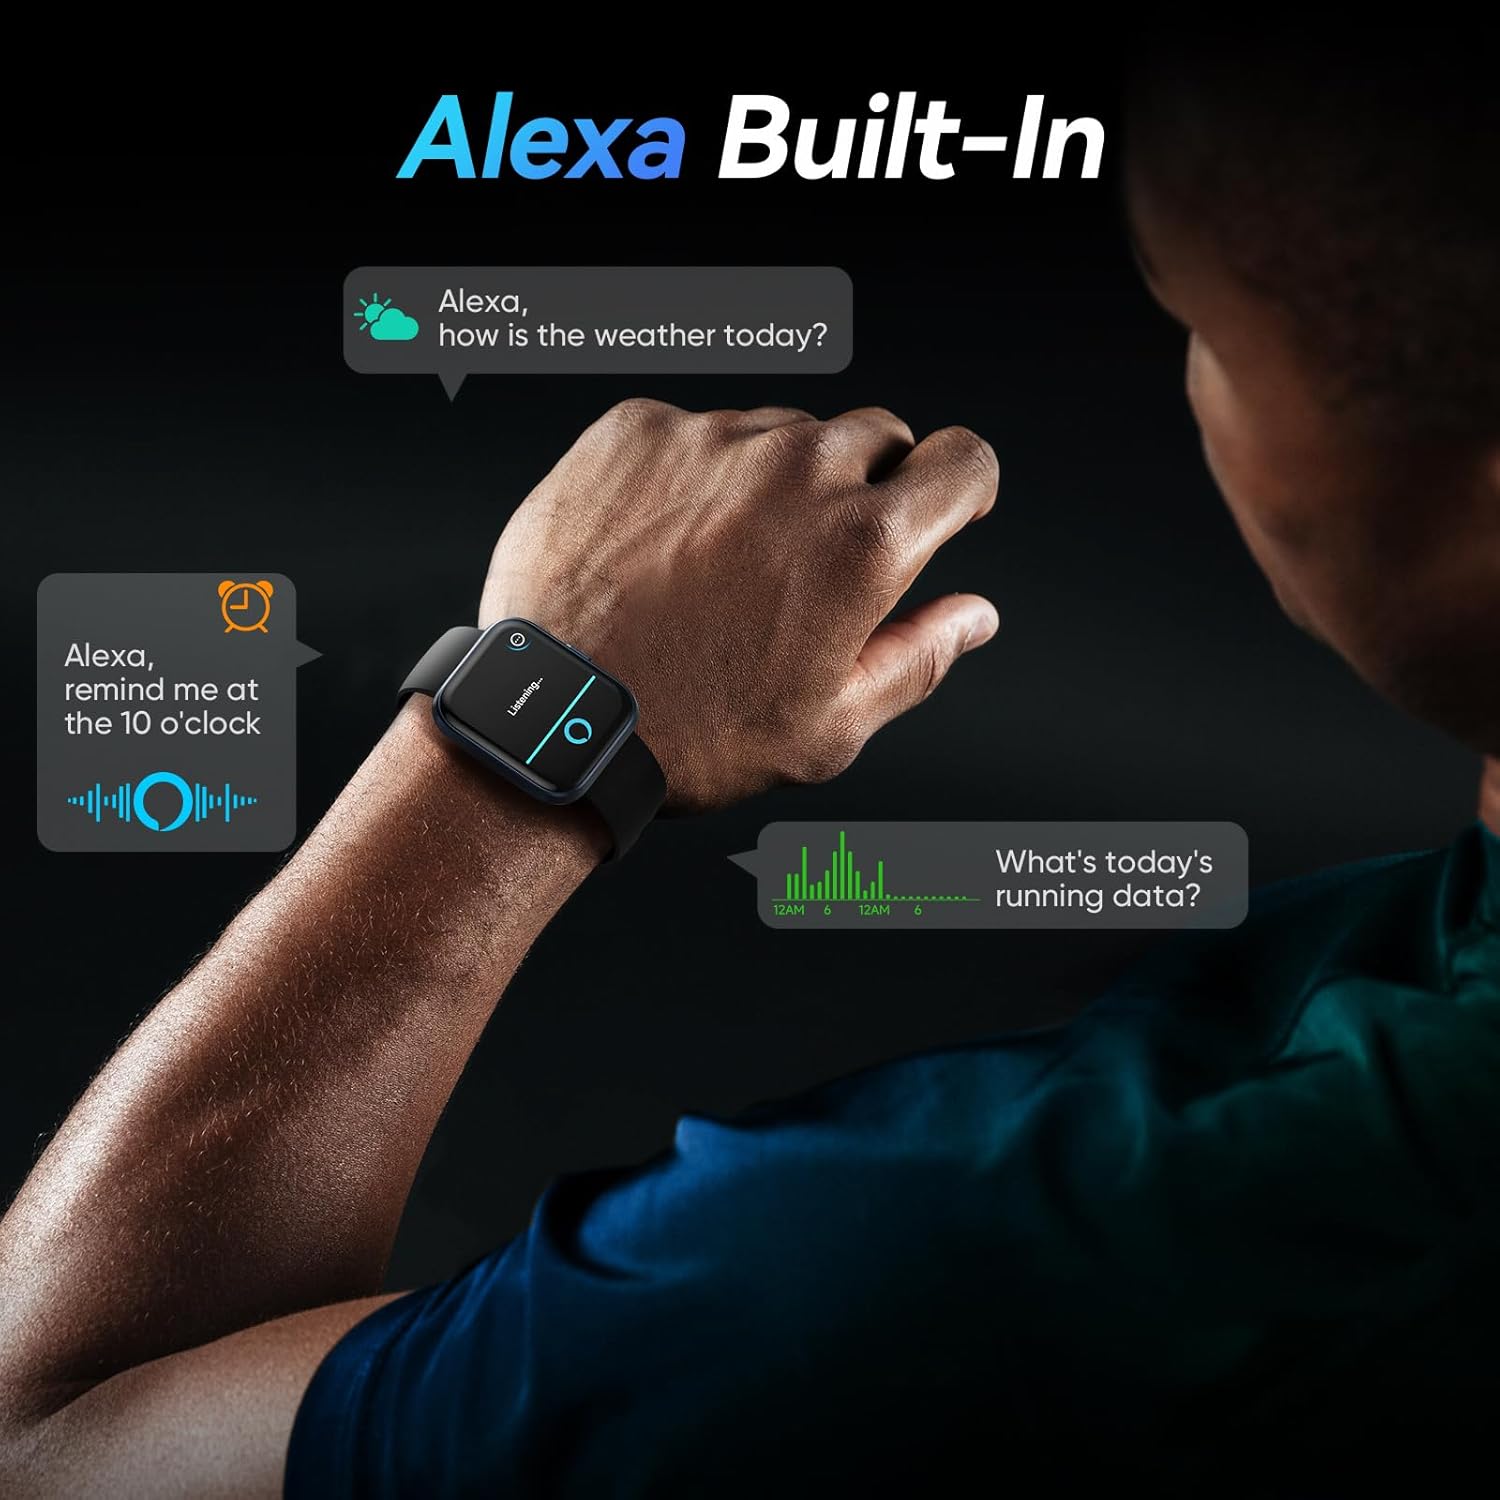 Alexa Built-In
Alexa,
how is the weather today?
Alexa,
remind me at
the 10 o'clock
Listening...
What's today's
running data?
12AM 6 12AM 6